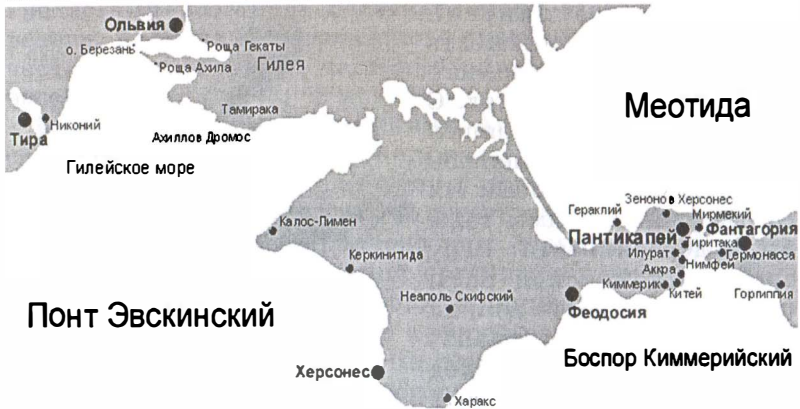 Ольвия
о. Березань
Роща Гекаты
Роща Ахила
Гилея
Тамирака
Никоний
Тира
Ахиллов Дромос
Гилейское море
Меотида
Зенонов Херсонес
Гераклий
Мирмекий
Пантикапей
Фантагория
Тиритака
Илурат
Нимфей
Гермонасса
Аккра
Киммерик
Китей
Горгиппия
Калос-Лимен
Керкинитида
Неаполь Скифский
Феодосия
Понт Эвскинский
Боспор Киммерийский
Херсонес
Харакс